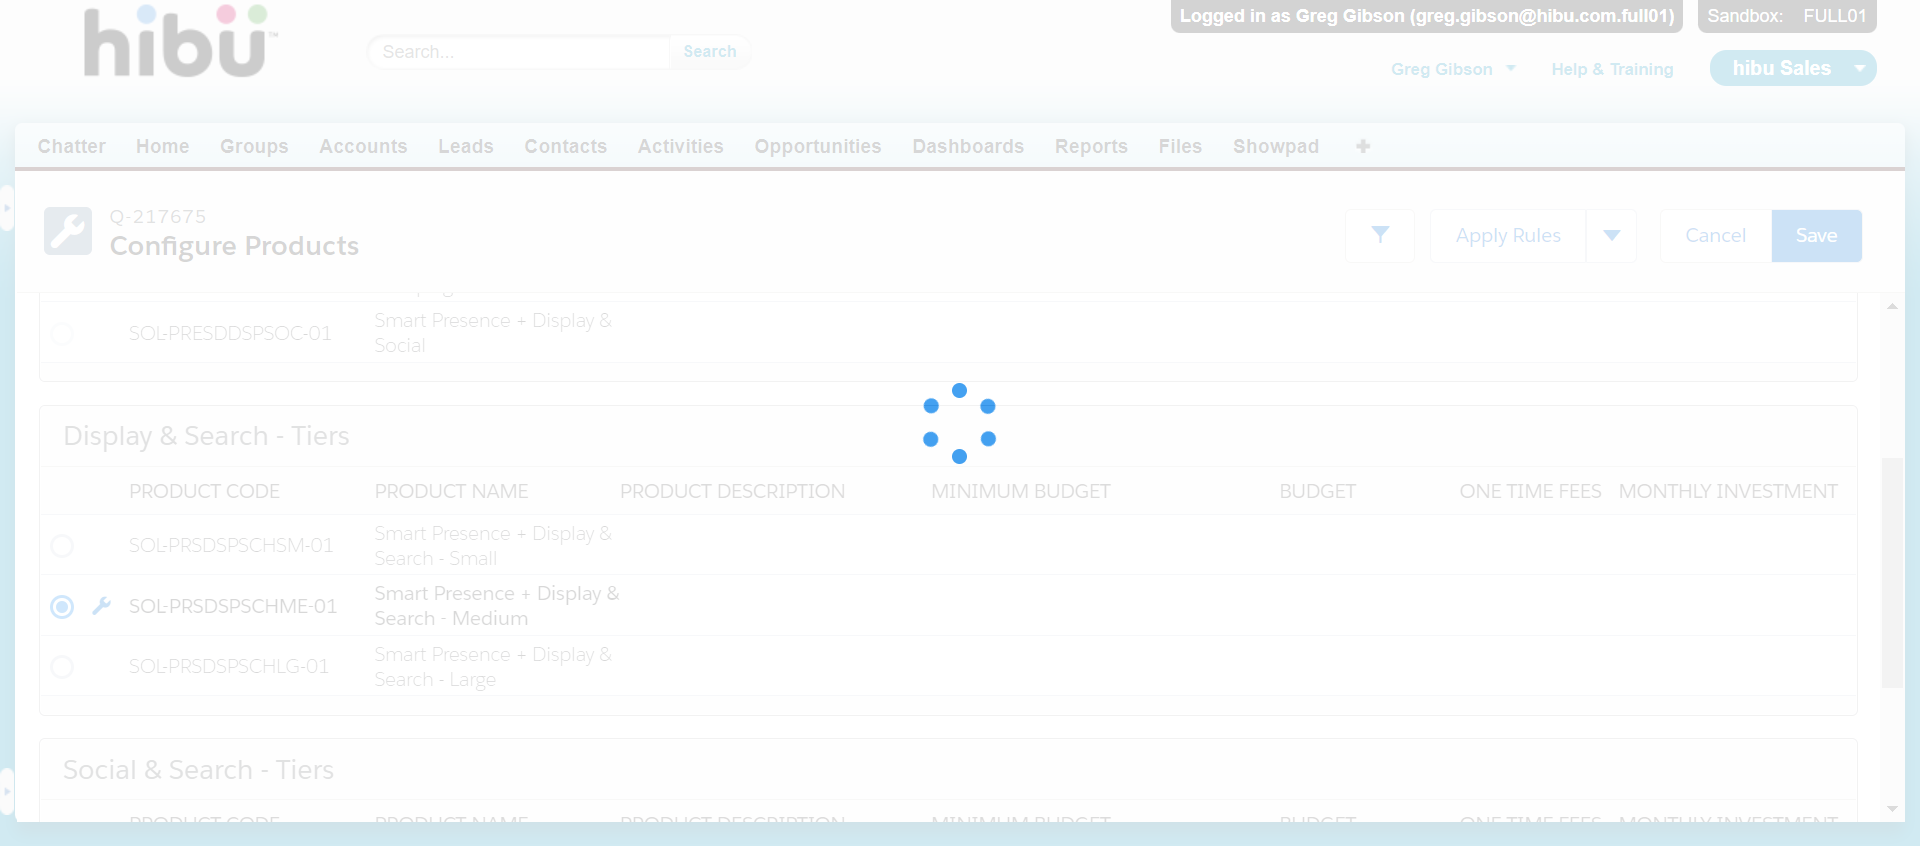 hibu™
Search...
Search
Logged in as Greg Gibson (greg.gibson@hibu.com.full01)
Sandbox: FULL01
Greg Gibson
Help & Training
hibu Sales
Chatter Home Groups Accounts Leads Contacts Activities Opportunities Dashboards Reports Files Showpad
Q-217675
Configure Products
Apply Rules
Cancel
Save
SOL-PRESDDSPSOC-01
Smart Presence + Display &
Social
Display & Search - Tiers
PRODUCT CODE PRODUCT NAME PRODUCT DESCRIPTION MINIMUM BUDGET BUDGET ONE TIME FEES MONTHLY INVESTMENT
SOL-PRSDSPSCHSM-01
Smart Presence + Display &
Search - Small
SOL-PRSDSPSCHME-01
Smart Presence + Display &
Search - Medium
SOL-PRSDSPSCHLG-01
Smart Presence + Display &
Search - Large
Social & Search - Tiers
PRODUCT CODE PRODUCT NAME PRODUCT DESCRIPTION MINIMUM BUDGET BUDGET ONE TIME FEES MONTHLY INVESTMENT